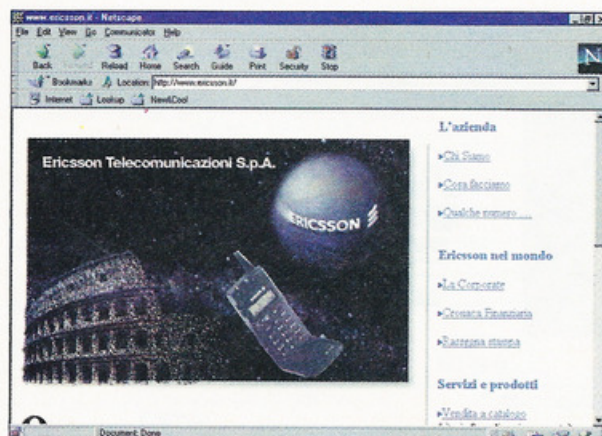 www.ericsson.it - Netscape
File Edit View Go Communicator Help
Back Forward Reload Home Search Guide Print Security Stop
Bookmarks Location: http://www.ericsson.it/
Internet Lookup New&Cool
Ericsson Telecomunicazioni S.p.A.
ERICSSON
L'azienda
Chi Siamo
Cosa facciamo
Qualche numero ....
Ericsson nel mondo
La Corporate
Cronaca Finanziaria
Rassegna stampa
Servizi e prodotti
Vendita a catalogo
Document: Done